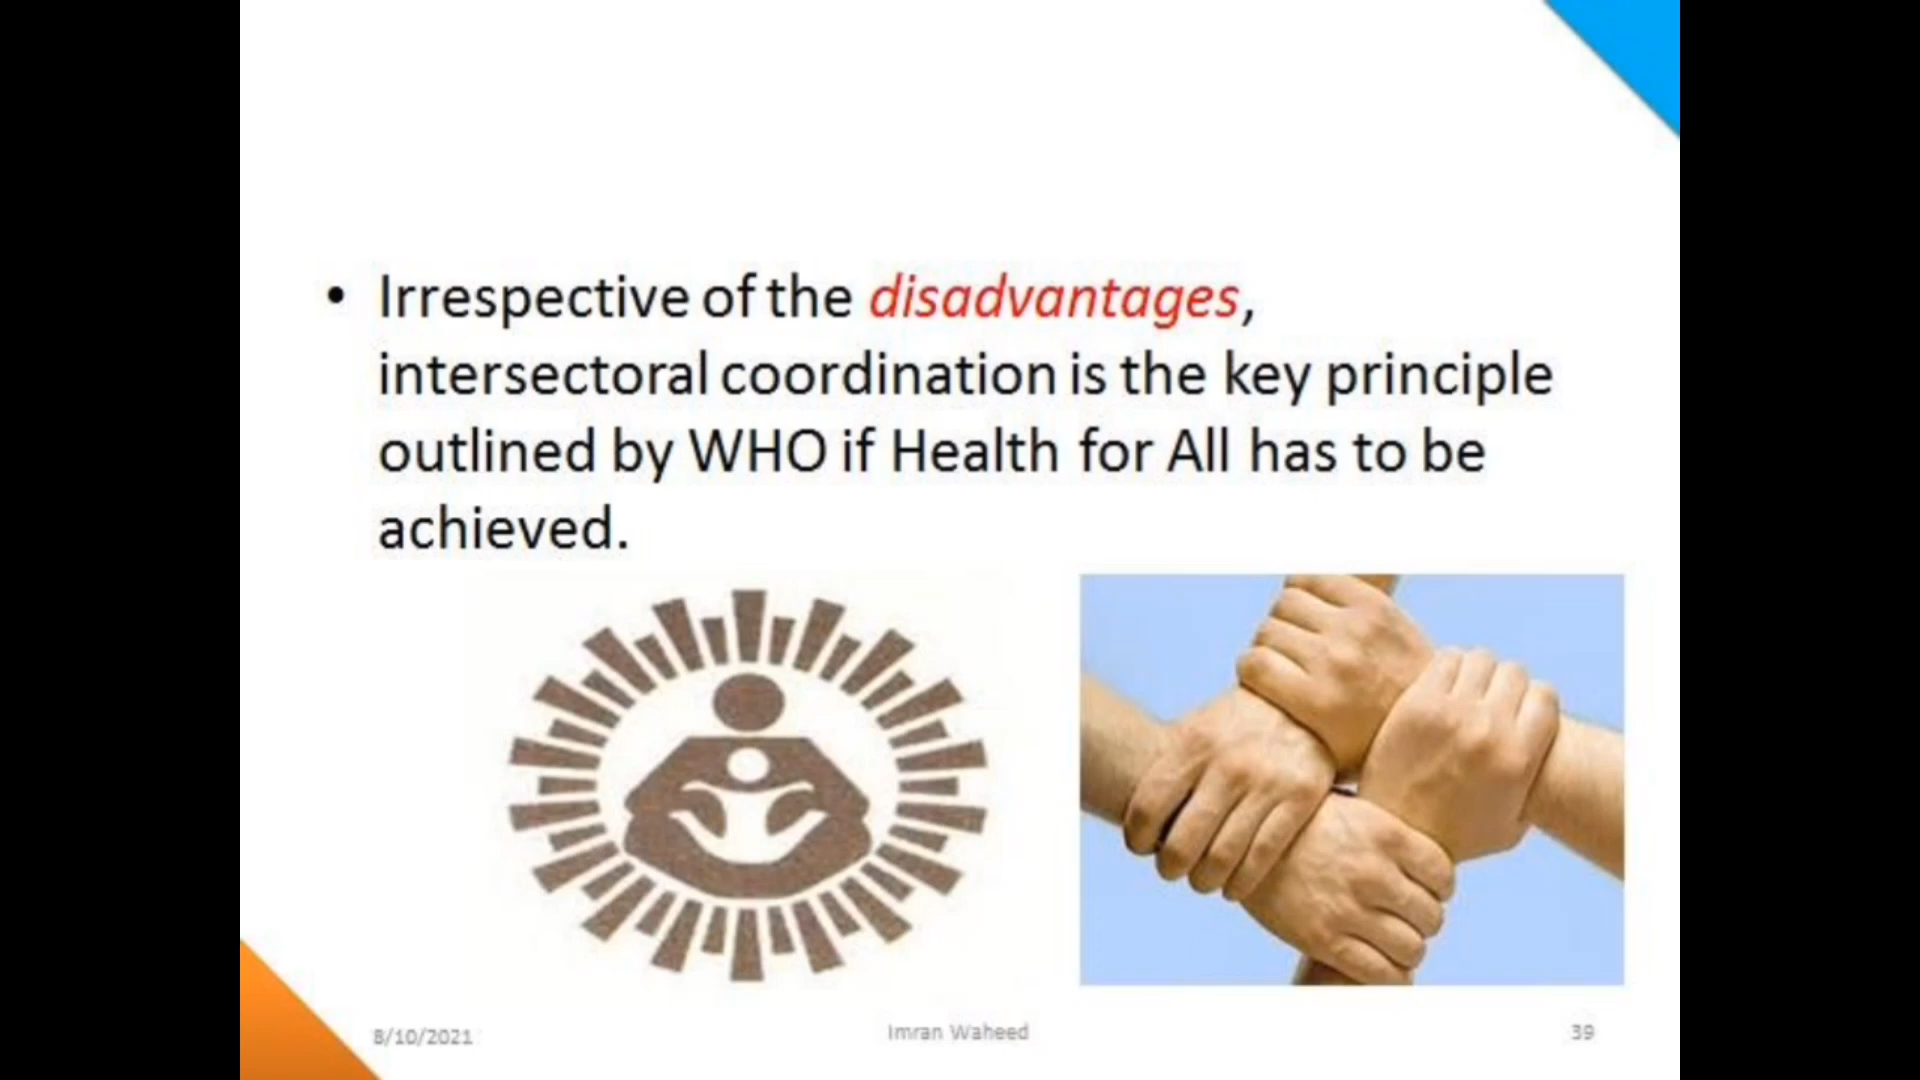 • Irrespective of the disadvantages,
intersectoral coordination is the key principle
outlined by WHO if Health for All has to be
achieved.
8/10/2021
Imran Waheed
39